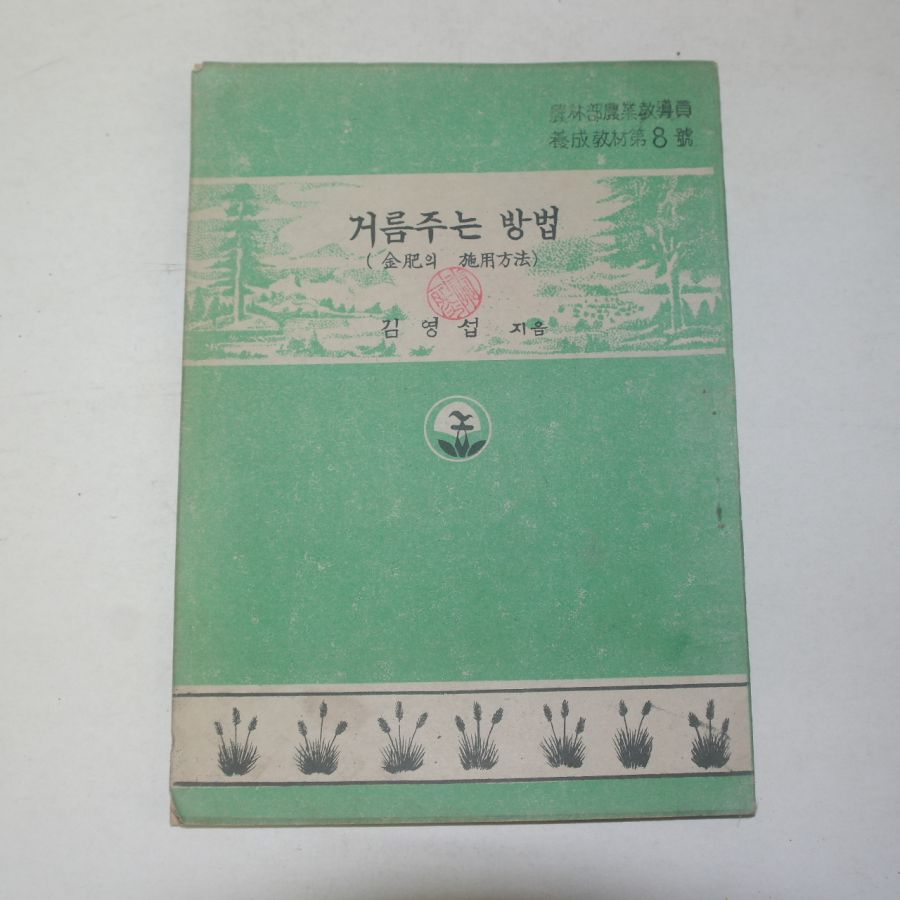 農林部農業教導員
養成敎材第8號
거름주는 방법
( 金肥의 施用方法)
김영섭 지음